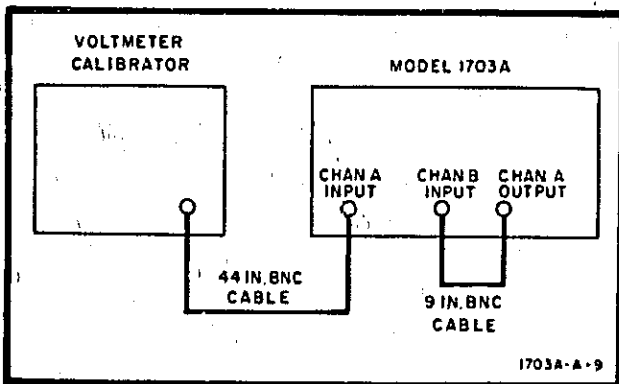 VOLTMETER
CALIBRATOR
MODEL 1703A
CHAN A
INPUT
CHAN B
INPUT
CHAN A
OUTPUT
44 IN, BNC
CABLE
9 IN, BNC
CABLE
1703A-A-9